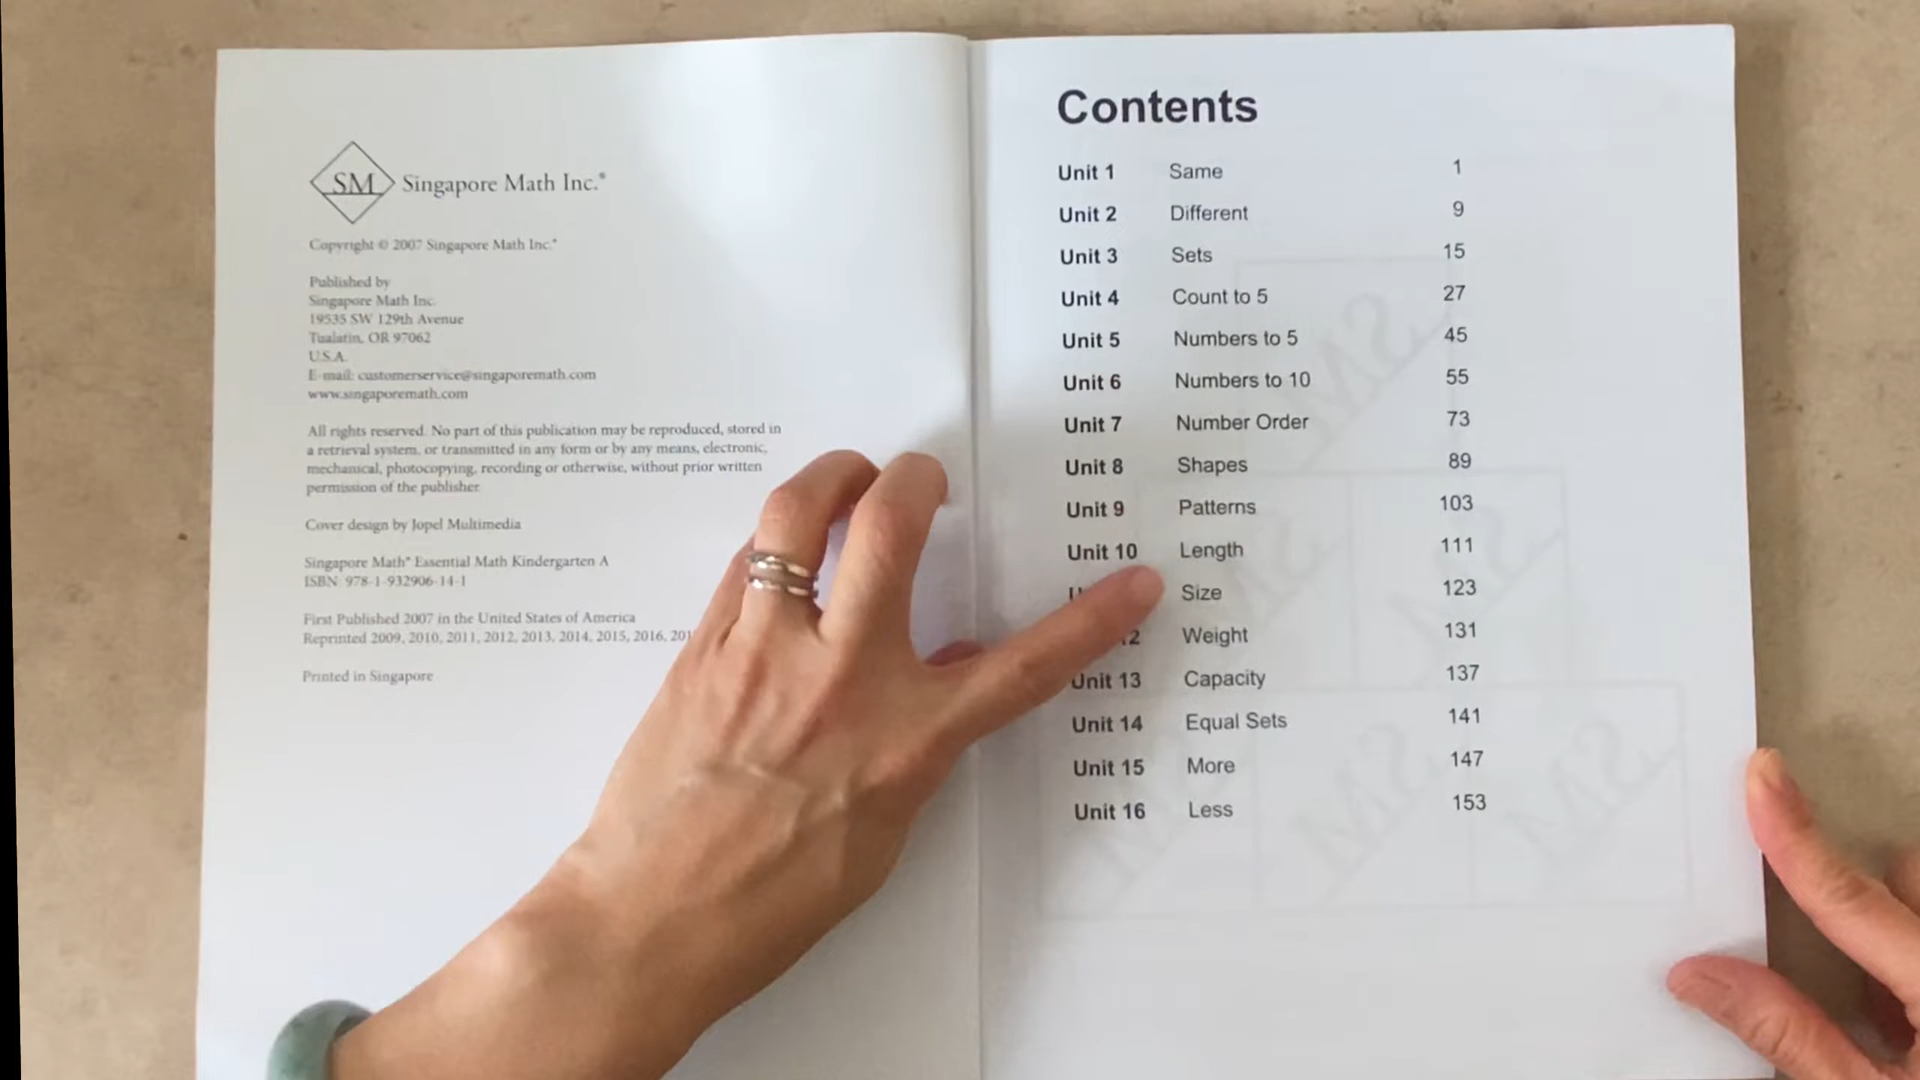 SM Singapore Math Inc.®
Copyright © 2007 Singapore Math Inc.®
Published by
Singapore Math Inc.
19535 SW 129th Avenue
Tualatin, OR 97062
U.S.A.
E-mail: customerservice@singaporemath.com
www.singaporemath.com
All rights reserved. No part of this publication may be reproduced, stored in
a retrieval system, or transmitted in any form or by any means, electronic,
mechanical, photocopying, recording or otherwise, without prior written
permission of the publisher.
Cover design by Jopel Multimedia
Singapore Math® Essential Math Kindergarten A
ISBN: 978-1-932906-14-1
First Published 2007 in the United States of America
Reprinted 2009, 2010, 2011, 2012, 2013, 2014, 2015, 2016,
Printed in Singapore
Contents
Unit 1 Same 1
Unit 2 Different 9
Unit 3 Sets 15
Unit 4 Count to 5 27
Unit 5 Numbers to 5 45
Unit 6 Numbers to 10 55
Unit 7 Number Order 73
Unit 8 Shapes 89
Unit 9 Patterns 103
Unit 10 Length 111
Size 123
12 Weight 131
Unit 13 Capacity 137
Unit 14 Equal Sets 141
Unit 15 More 147
Unit 16 Less 153